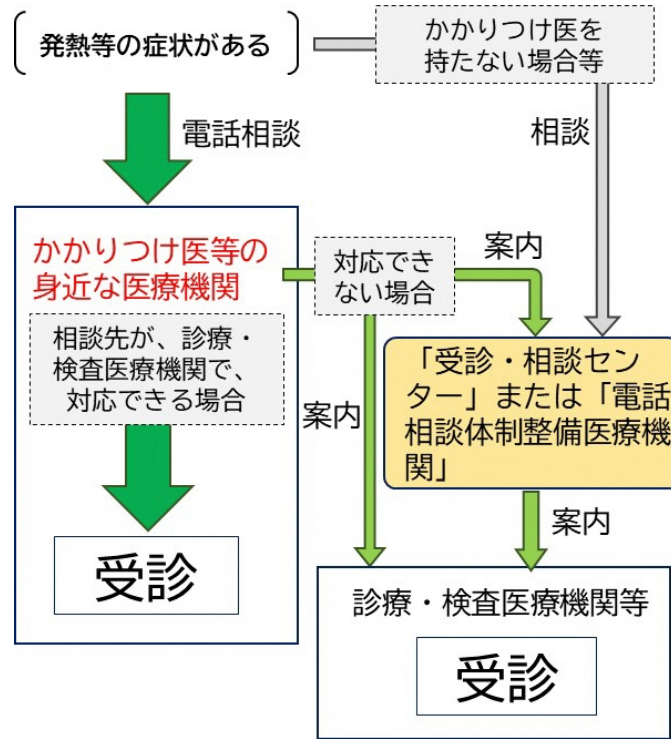 発熱等の症状がある
かかりつけ医を
持たない場合等
電話相談
相談
かかりつけ医等の
身近な医療機関
対応でき
ない場合
案内
相談先が、診療・
検査医療機関で、
対応できる場合
「受診・相談セン
ター」または「電話
相談体制整備医療機
関」
案内
案内
受診
診療・検査医療機関等
受診